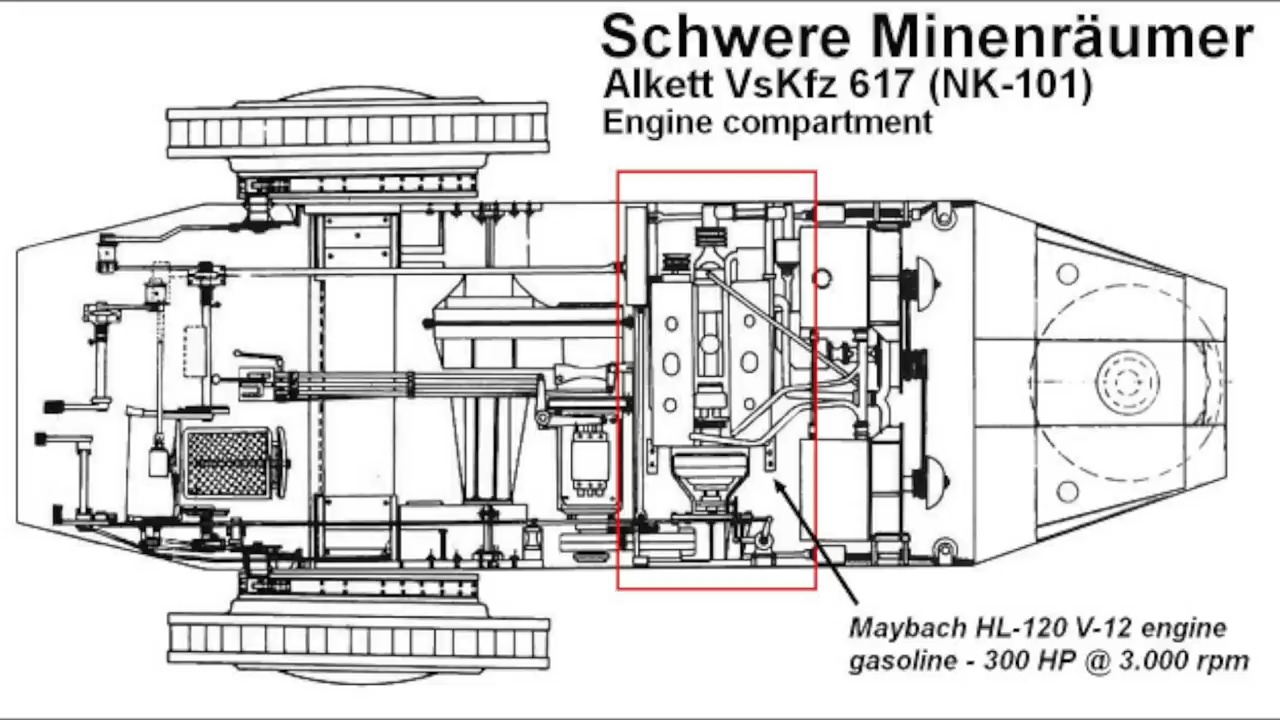 Schwere Minenräumer
Alkett VsKfz 617 (NK-101)
Engine compartment
Maybach HL-120 V-12 engine
gasoline - 300 HP @ 3.000 rpm